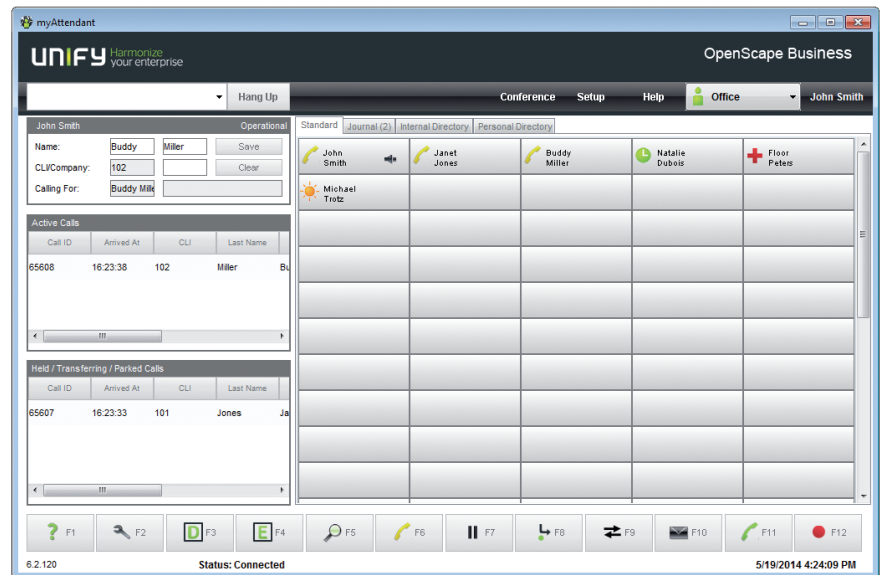 myAttendant
UNIFY Harmonize your enterprise
OpenScape Business
Hang Up
Conference Setup Help Office John Smith
John Smith Operational
Name: Buddy Miller Save
CLI/Company: 102 Clear
Calling For: Buddy Mille
Standard Journal (2) Internal Directory Personal Directory
John Smith
Janet Jones
Buddy Miller
Natalie Dubois
Floor Peters
Michael Trotz
Active Calls
Call ID Arrived At CLI Last Name
65608 16:23:38 102 Miller Bu
Held / Transferring / Parked Calls
Call ID Arrived At CLI Last Name
65607 16:23:33 101 Jones Ja
? F1 F2 D F3 E F4 F5 F6 F7 F8 F9 F10 F11 F12
6.2.120 Status: Connected 5/19/2014 4:24:09 PM